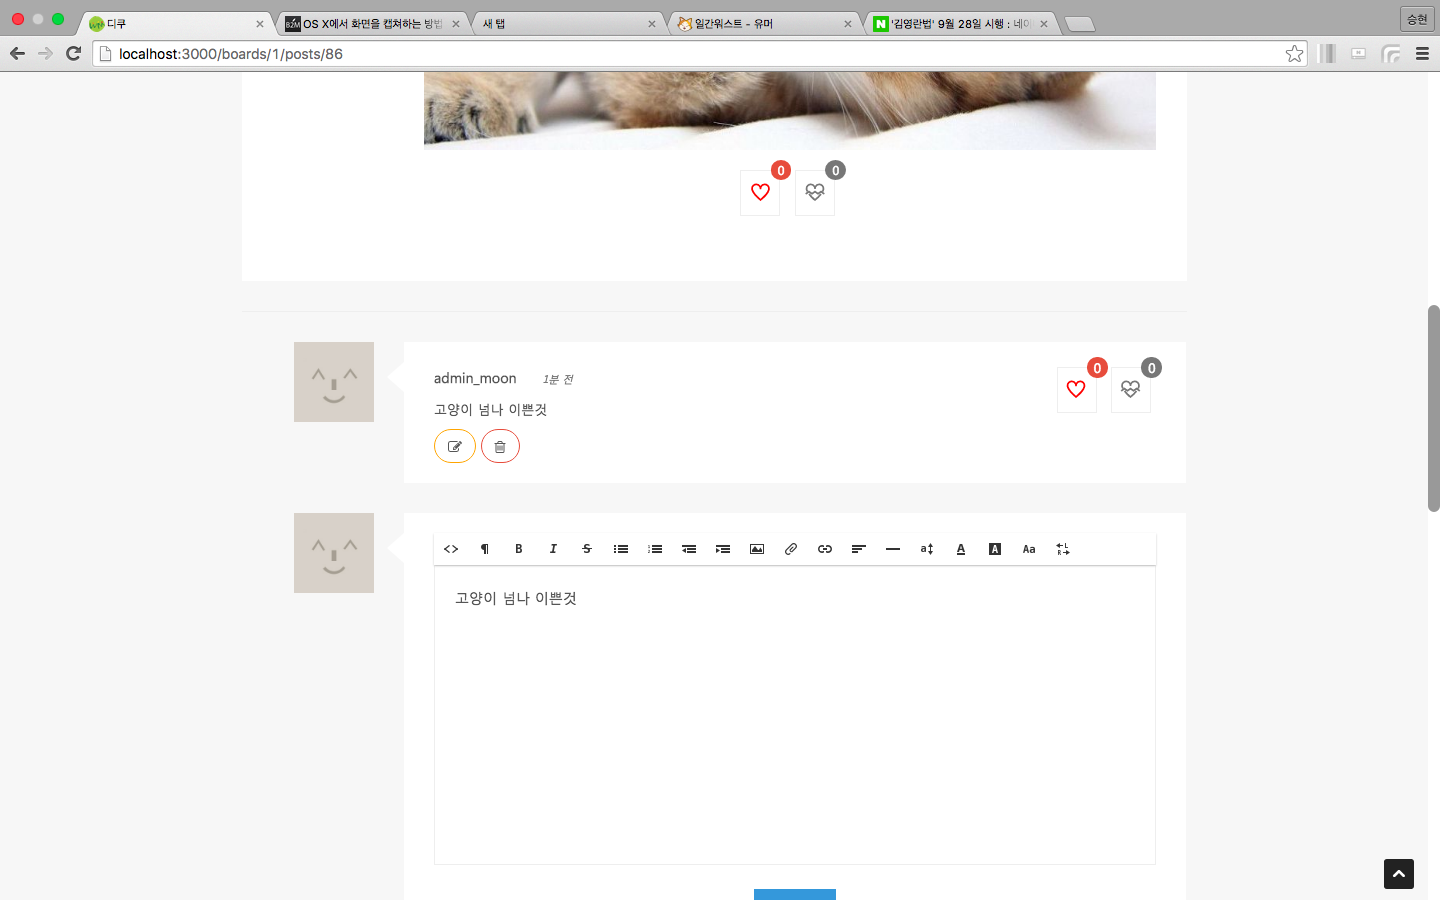 디쿠
B2M
OS X에서 화면을 캡쳐하는 방법
새 탭
일간워스트 - 유머
N
'김영란법' 9월 28일 시행 : 네이
승현
localhost:3000/boards/1/posts/86
0
0
admin_moon
1분 전
0
0
고양이 넘나 이쁜것
B I S a A A Aa L R
고양이 넘나 이쁜것